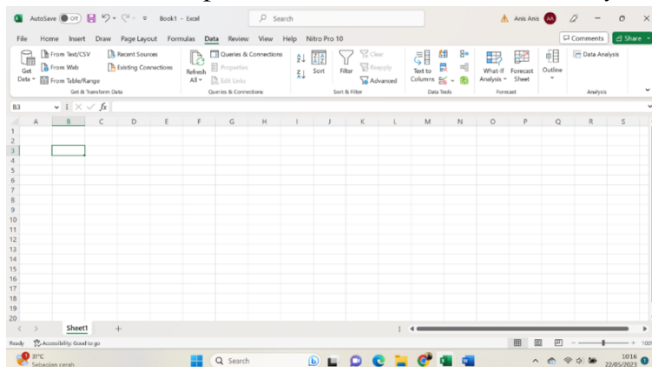 AutoSave Off Book1 - Excel Search Anis Anis AA
File Home Insert Draw Page Layout Formulas Data Review View Help Nitro Pro 10 Comments Share
Get Data
From Text/CSV
From Web
From Table/Range
Recent Sources
Existing Connections
Get & Transform Data
Refresh All
Queries & Connections
Properties
Edit Links
Queries & Connections
Sort
Filter
Clear
Reapply
Advanced
Sort & Filter
Text to Columns
Data Tools
What-If Analysis
Forecast Sheet
Forecast
Outline
Data Analysis
Analysis
B3 fx
A B C D E F G H I J K L M N O P Q R S
1
2
3
4
5
6
7
8
9
10
11
12
13
14
15
16
17
18
19
20
Sheet1
Ready Accessibility: Good to go
31°C
Sebagian cerah
Search
10:16
22/05/2023